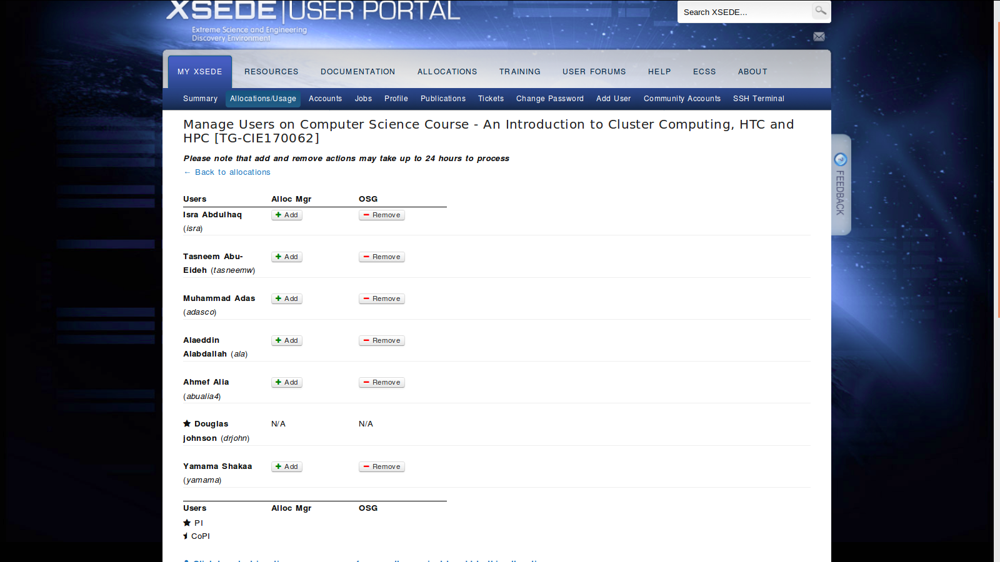 XSEDE | USER PORTAL
Extreme Science and Engineering
Discovery Environment
Search XSEDE...
MY XSEDE RESOURCES DOCUMENTATION ALLOCATIONS TRAINING USER FORUMS HELP ECSS ABOUT
Summary Allocations/Usage Accounts Jobs Profile Publications Tickets Change Password Add User Community Accounts SSH Terminal
Manage Users on Computer Science Course - An Introduction to Cluster Computing, HTC and
HPC [TG-CIE170062]
Please note that add and remove actions may take up to 24 hours to process
← Back to allocations
FEEDBACK
Users Alloc Mgr OSG
Isra Abdulhaq Add Remove
(isra)
Tasneem Abu- Add Remove
Eideh (tasneemw)
Muhammad Adas Add Remove
(adasco)
Alaeddin Add Remove
Alabdallah (ala)
Ahmef Alia Add Remove
(abualia4)
★ Douglas N/A N/A
johnson (drjohn)
Yamama Shakaa Add Remove
(yamama)
Users Alloc Mgr OSG
★ PI
CoPI